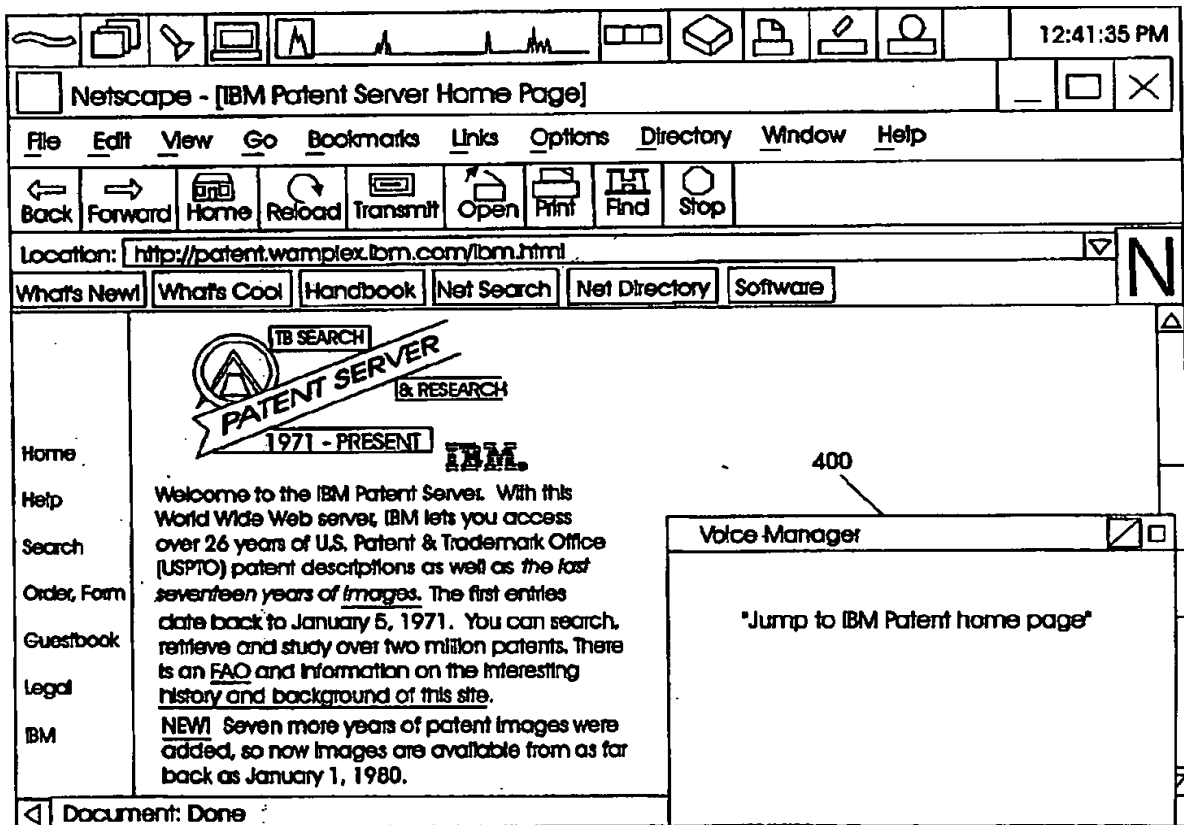 12:41:35 PM
Netscape - [IBM Patent Server Home Page]
File Edit View Go Bookmarks Links Options Directory Window Help
Back Forward Home Reload Transmit Open Print Find Stop
Location: http://patent.wamplex.ibm.com/ibm.html
N
What's New! What's Cool Handbook Net Search Net Directory Software
TB SEARCH
PATENT SERVER
& RESEARCH
1971 - PRESENT
IBM.
Home
Help
Search
Order, Form
Guestbook
Legal
IBM
Welcome to the IBM Patent Server. With this
World Wide Web server, IBM lets you access
over 26 years of U.S. Patent & Trademark Office
(USPTO) patent descriptions as well as the last
seventeen years of images. The first entries
date back to January 5, 1971. You can search,
retrieve and study over two million patents. There
is an FAQ and information on the interesting
history and background of this site.
NEW! Seven more years of patent images were
added, so now images are available from as far
back as January 1, 1980.
400
Voice Manager
"Jump to IBM Patent home page"
Document: Done